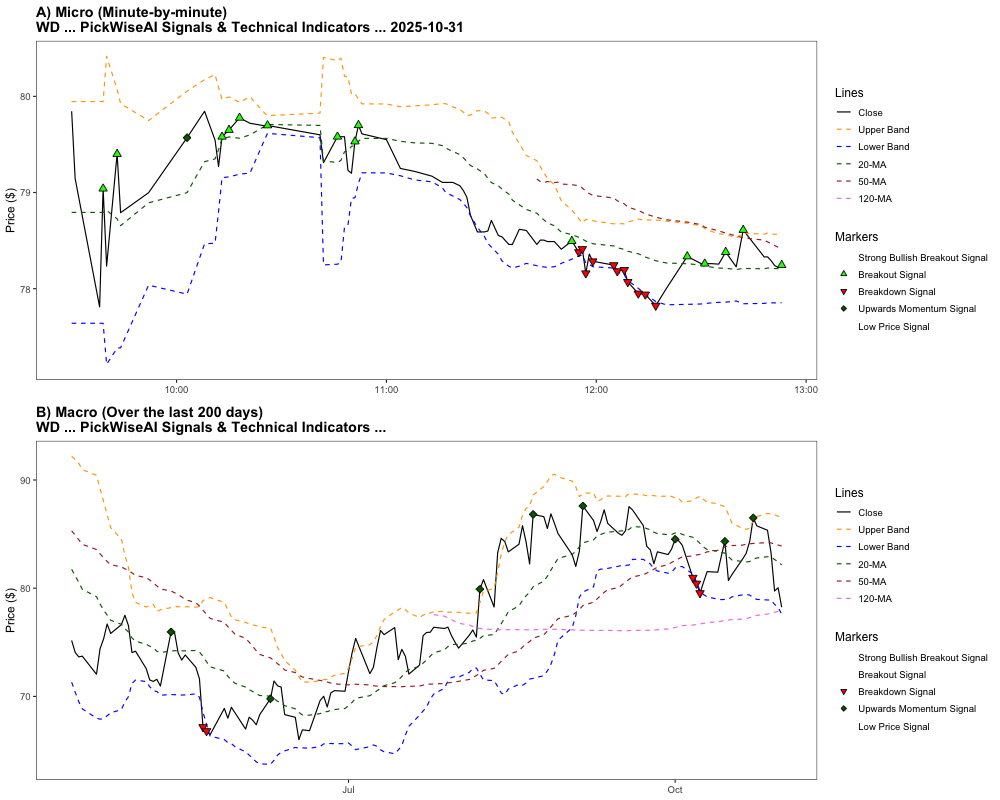 A) Micro (Minute-by-minute)
WD ... PickWiseAI Signals & Technical Indicators ... 2025-10-31
Price ($)
80
79
78
10:00
11:00
12:00
13:00
Lines
Close
Upper Band
Lower Band
20-MA
50-MA
120-MA
Markers
Strong Bullish Breakout Signal
Breakout Signal
Breakdown Signal
Upwards Momentum Signal
Low Price Signal
B) Macro (Over the last 200 days)
WD ... PickWiseAI Signals & Technical Indicators ...
Price ($)
90
80
70
Jul
Oct
Lines
Close
Upper Band
Lower Band
20-MA
50-MA
120-MA
Markers
Strong Bullish Breakout Signal
Breakout Signal
Breakdown Signal
Upwards Momentum Signal
Low Price Signal